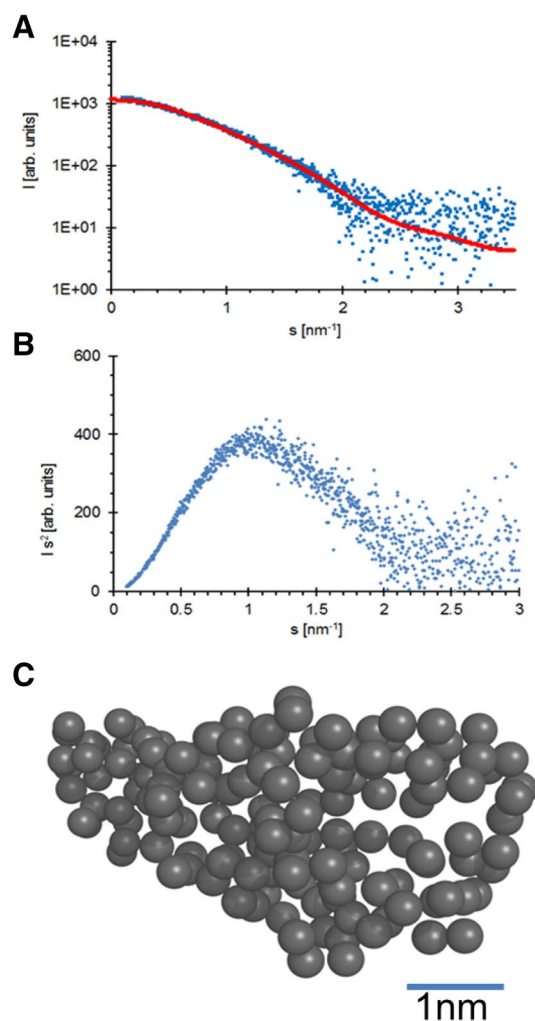 A
1E+04
1E+03
1E+02
1E+01
1E+00
I [arb. units]
0 1 2 3
s [nm⁻¹]
B
600
400
200
0
I s² [arb. units]
0 0.5 1 1.5 2 2.5 3
s [nm⁻¹]
C
1nm